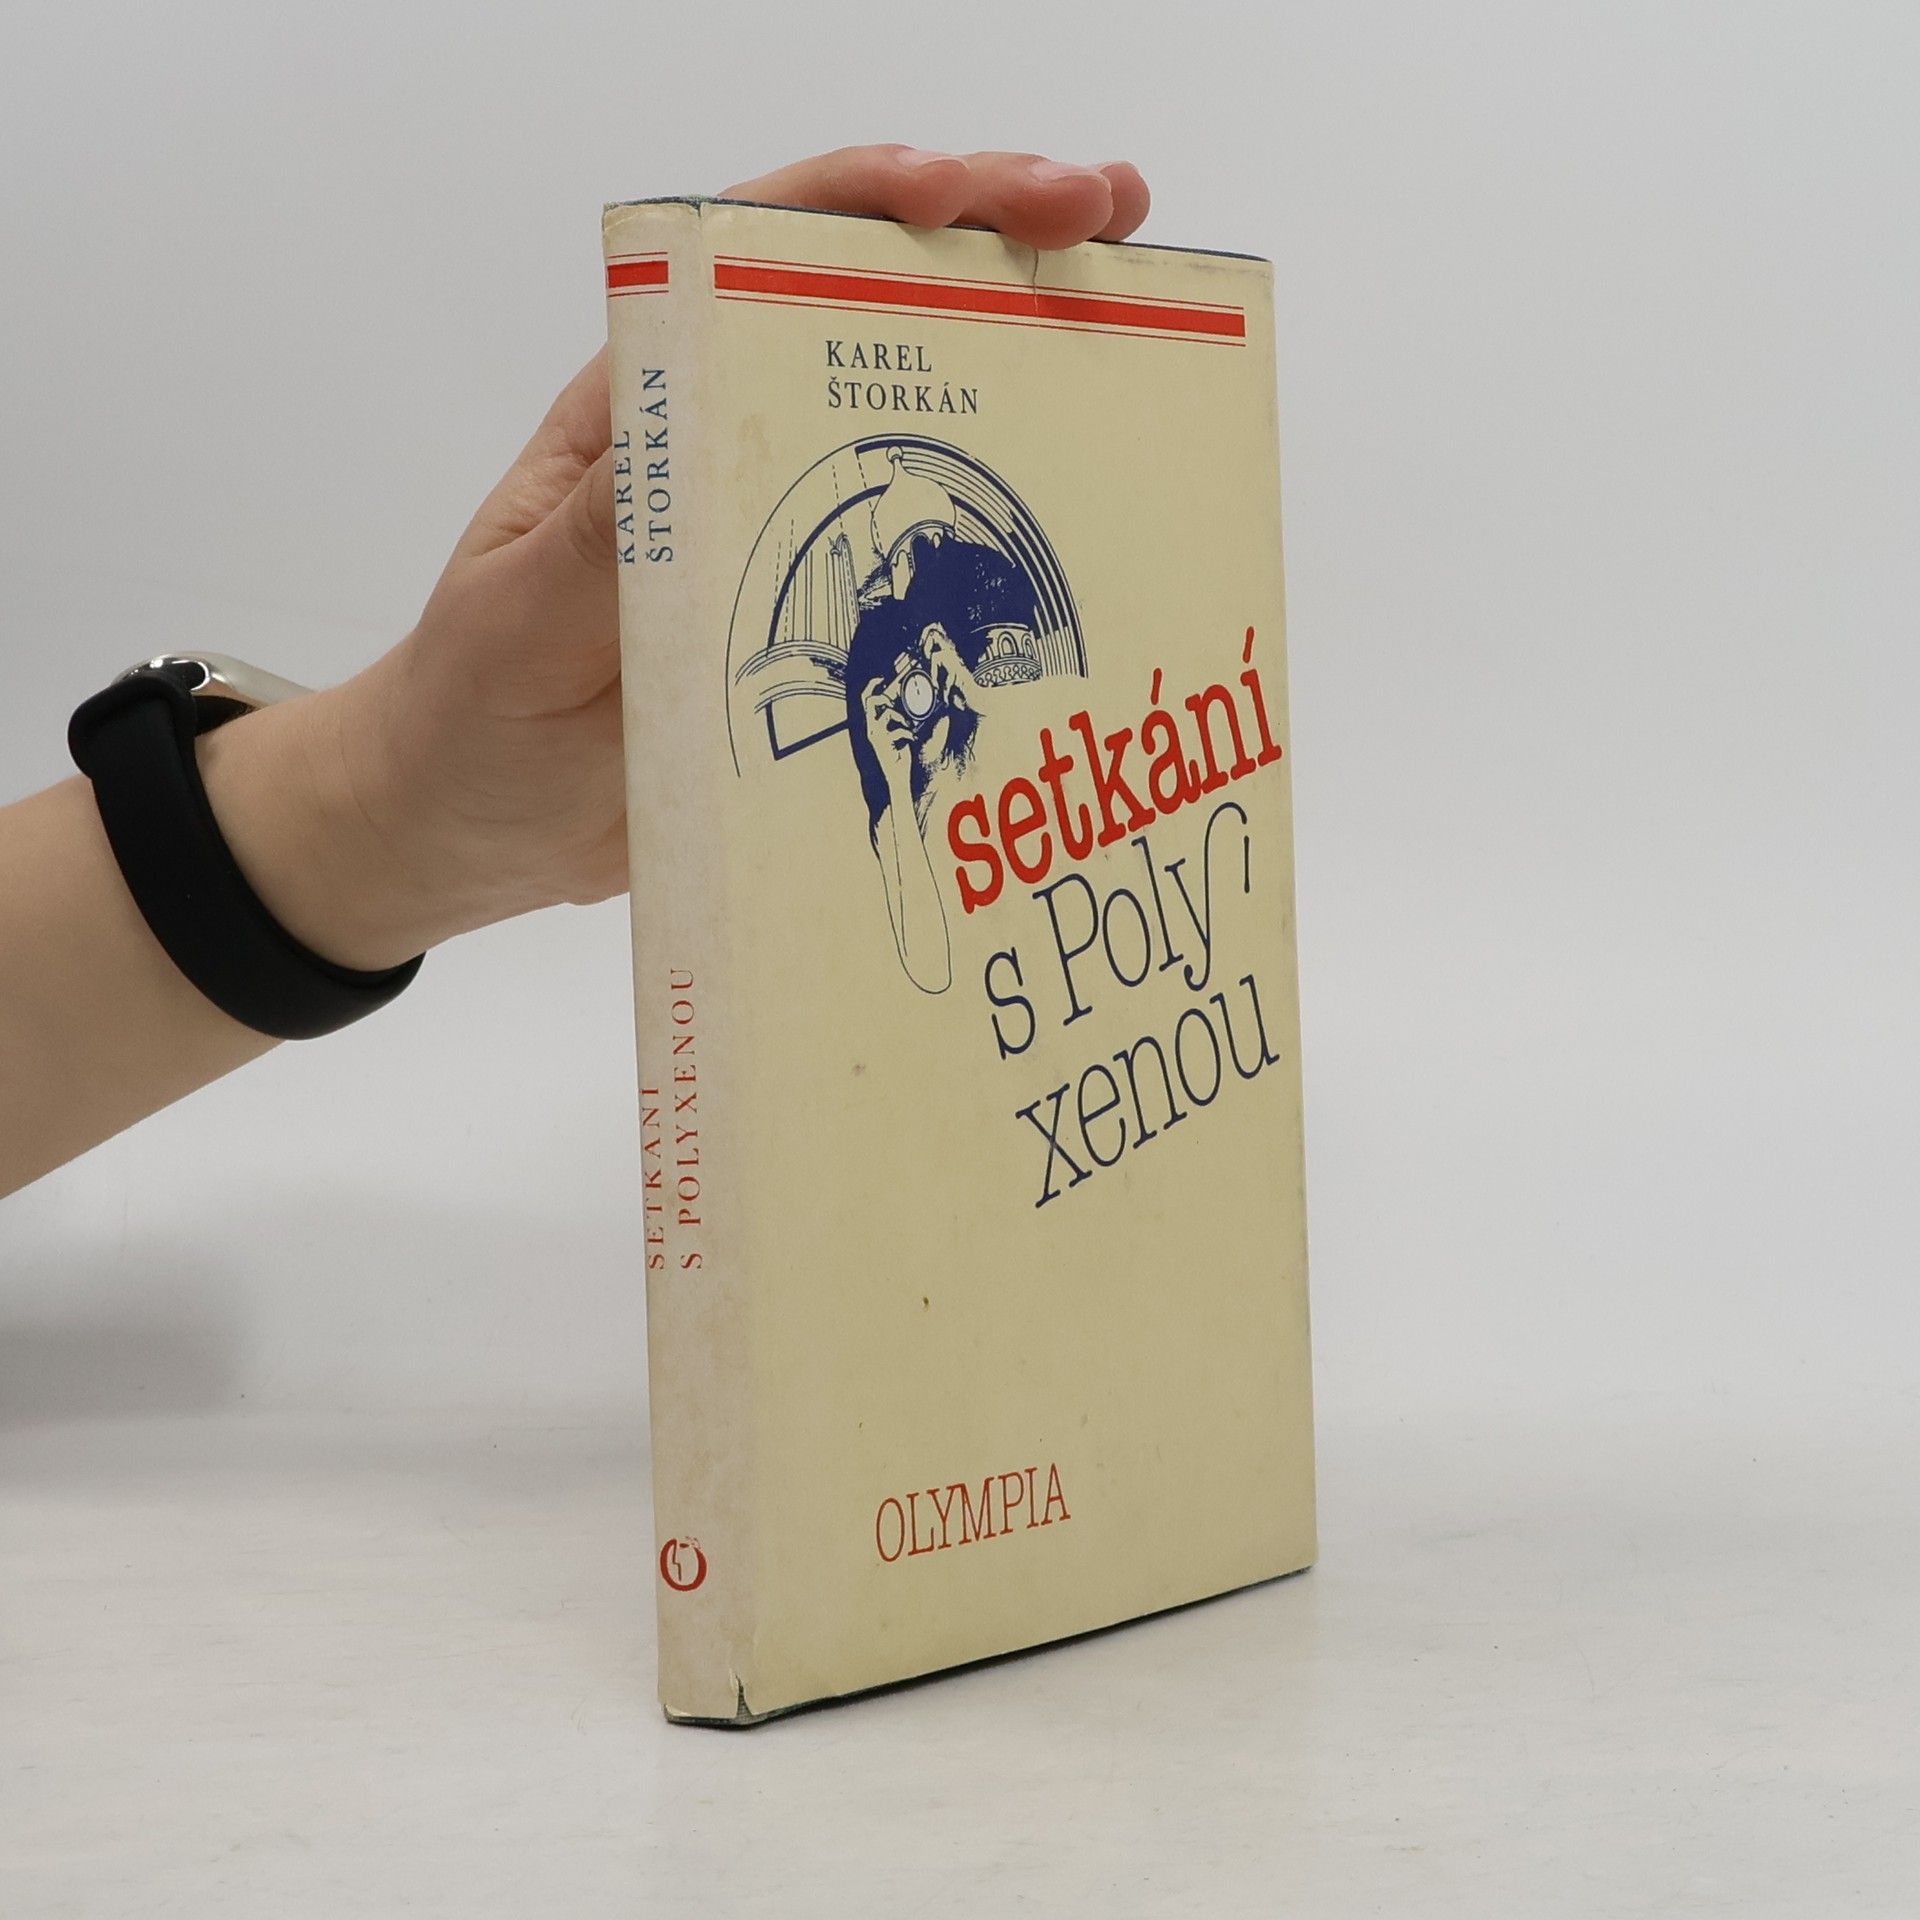 KAREL
ŠTORKÁN
setkání
s Poly
xenou
OLYMPIA
KAREL
ŠTORKÁN
SETKÁNÍ
S POLYXENOU